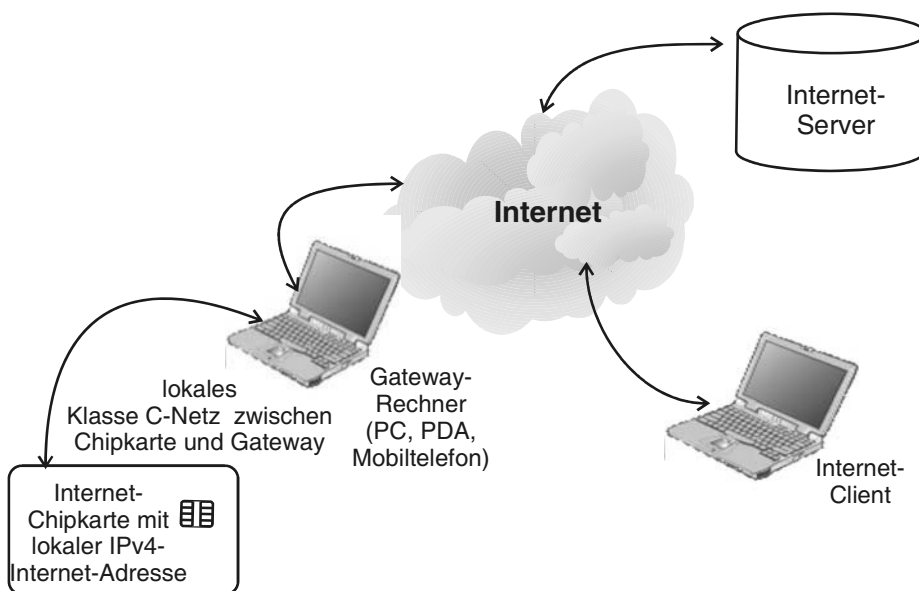 Internet-
Server
Internet
lokales
Klasse C-Netz zwischen
Chipkarte und Gateway
Gateway-
Rechner
(PC, PDA,
Mobiltelefon)
Internet-
Client
Internet-
Chipkarte mit
lokaler IPv4-
Internet-Adresse